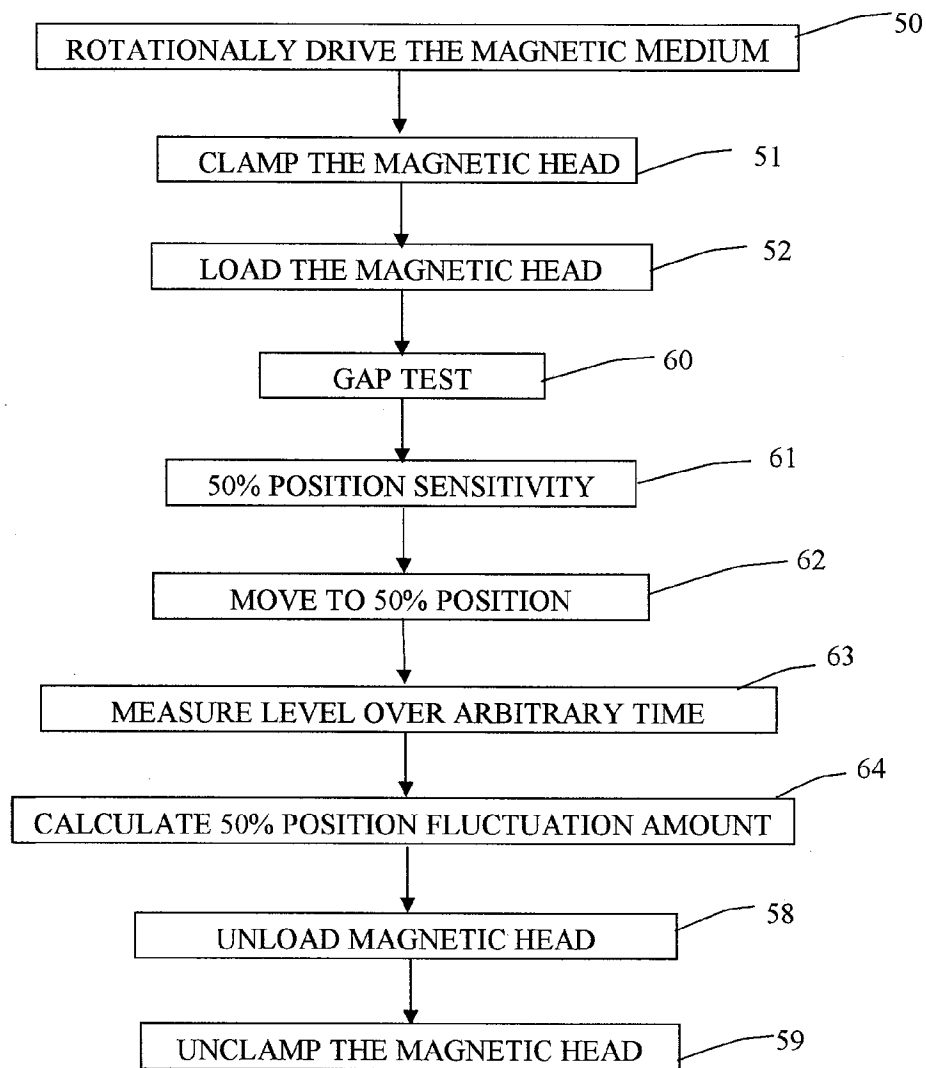 50
ROTATIONALLY DRIVE THE MAGNETIC MEDIUM
CLAMP THE MAGNETIC HEAD
51
LOAD THE MAGNETIC HEAD
52
GAP TEST
60
50% POSITION SENSITIVITY
61
MOVE TO 50% POSITION
62
MEASURE LEVEL OVER ARBITRARY TIME
63
CALCULATE 50% POSITION FLUCTUATION AMOUNT
64
UNLOAD MAGNETIC HEAD
58
UNCLAMP THE MAGNETIC HEAD
59